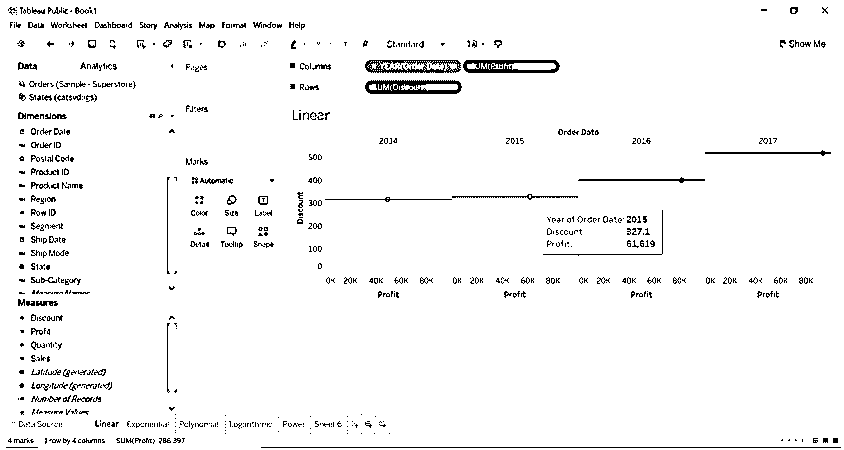 Tableau Public - Book1
File Data Worksheet Dashboard Story Analysis Map Format Window Help
Standard
Show Me
Data Analytics
Pages
Columns YEAR(Order Date) SUM(Profit)
Rows SUM(Discount)
Orders (Sample - Superstore)
States (catsvdogs)
Dimensions
Order Date
Order ID
Postal Code
Product ID
Product Name
Region
Row ID
Segment
Ship Date
Ship Mode
State
Sub-Category
Measure Names
Measures
Discount
Profit
Quantity
Sales
Latitude (generated)
Longitude (generated)
Number of Records
Measure Values
Filters
Marks
Automatic
Color Size Label
Detail Tooltip Shape
Linear
Order Date
2014 2015 2016 2017
500
400
300
200
100
0
Discount
0K 20K 40K 60K 80K 0K 20K 40K 60K 80K 0K 20K 40K 60K 80K 0K 20K 40K 60K 80K
Profit Profit Profit Profit
Year of Order Date: 2015
Discount: 327.1
Profit: 61,619
Data Source Linear Exponential Polynomial Logarithmic Power Sheet 6
4 marks 1 row by 4 columns SUM(Profit): 286,397